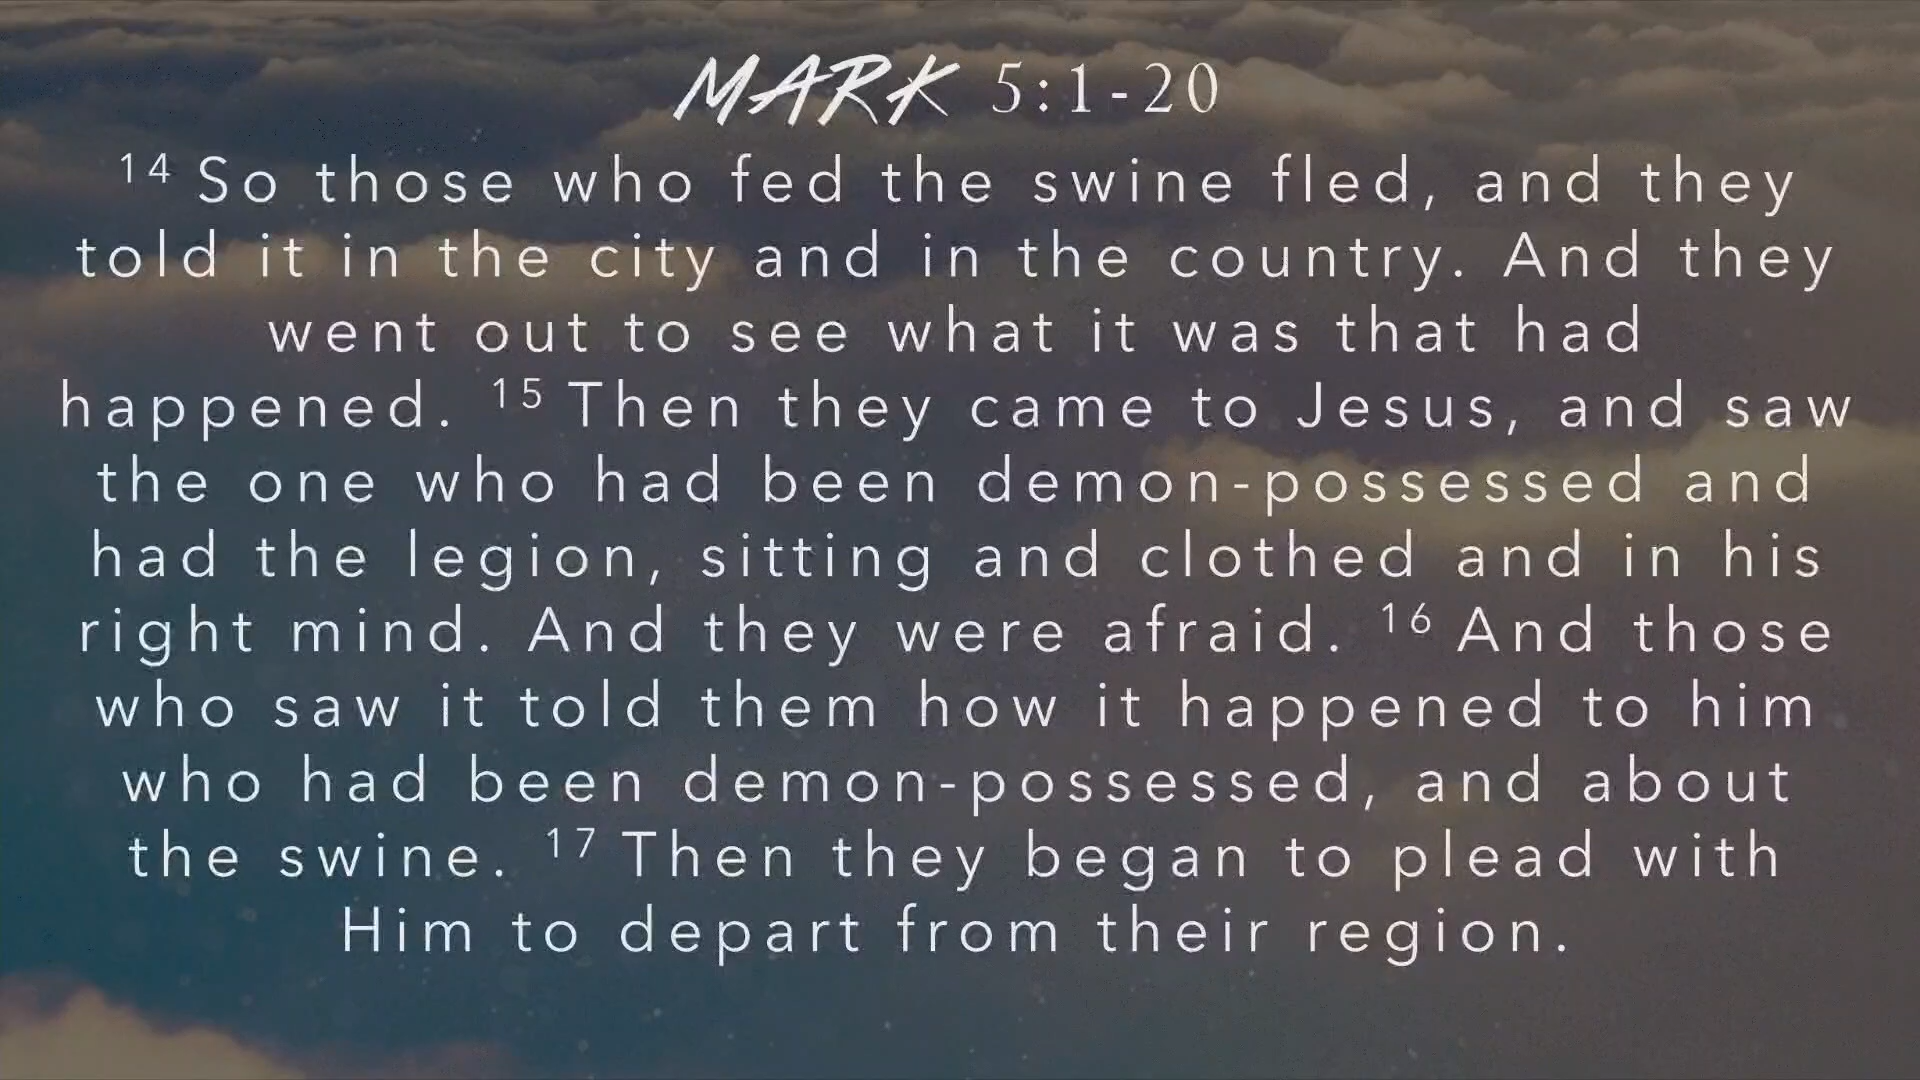 MARK 5:1-20
14 So those who fed the swine fled, and they
told it in the city and in the country. And they
went out to see what it was that had
happened. 15 Then they came to Jesus, and saw
the one who had been demon-possessed and
had the legion, sitting and clothed and in his
right mind. And they were afraid. 16 And those
who saw it told them how it happened to him
who had been demon-possessed, and about
the swine. 17 Then they began to plead with
Him to depart from their region.